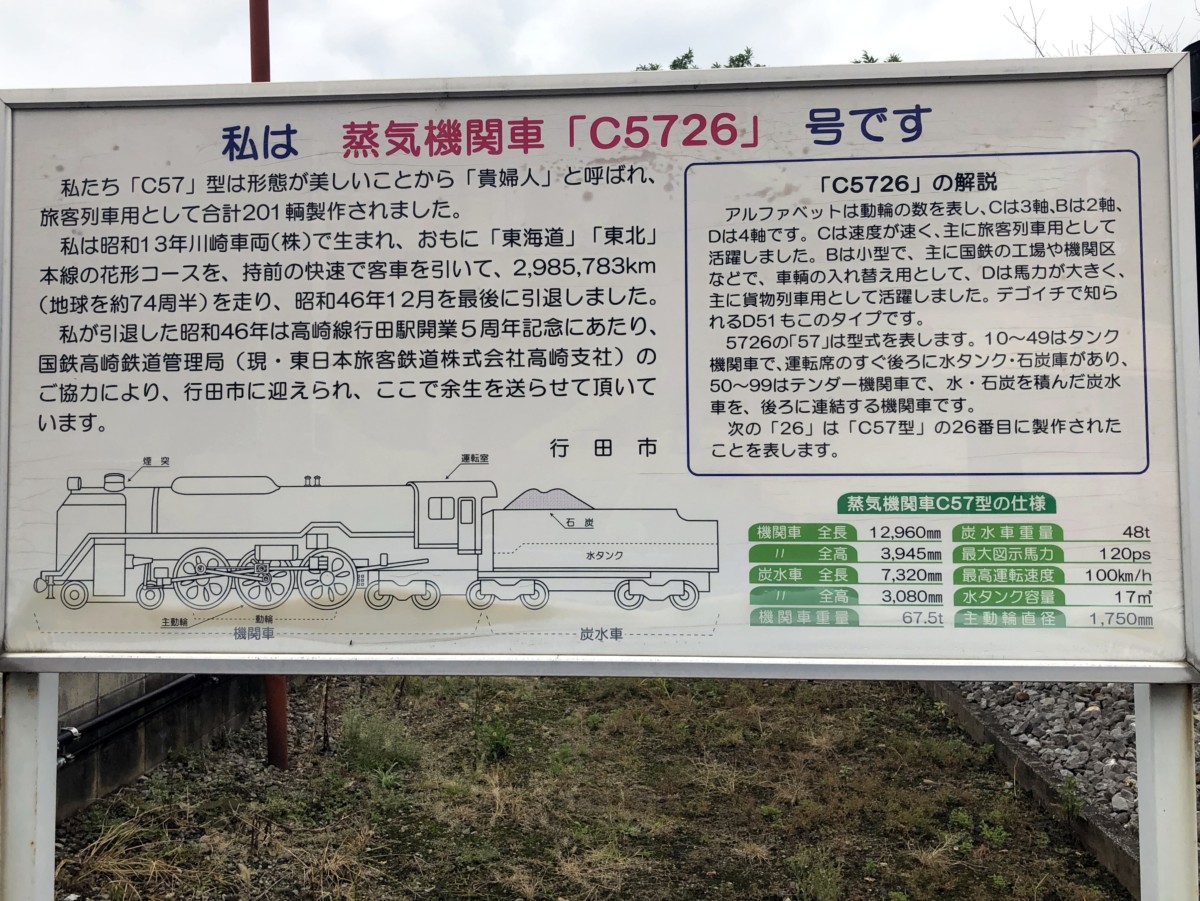 私は 蒸気機関車「C5726」 号です
私たち「C57」型は形態が美しいことから「貴婦人」と呼ばれ、
旅客列車用として合計201輌製作されました。
私は昭和13年川崎車両(株)で生まれ、おもに「東海道」「東北」
本線の花形コースを、持前の快速で客車を引いて、2,985,783km
(地球を約74周半)を走り、昭和46年12月を最後に引退しました。
私が引退した昭和46年は高崎線行田駅開業5周年記念にあたり、
国鉄高崎鉄道管理局(現・東日本旅客鉄道株式会社高崎支社)の
ご協力により、行田市に迎えられ、ここで余生を送らせて頂いて
います。
行田市
「C5726」の解説
アルファベットは動輪の数を表し、Cは3軸、Bは2軸、
Dは4軸です。Cは速度が速く、主に旅客列車用として
活躍しました。Bは小型で、主に国鉄の工場や機関区
などで、車輌の入れ替え用として、Dは馬力が大きく、
主に貨物列車用として活躍しました。デゴイチで知ら
れるD51もこのタイプです。
5726の「57」は型式を表します。10〜49はタンク
機関車で、運転席のすぐ後ろに水タンク・石炭庫があり、
50〜99はテンダー機関車で、水・石炭を積んだ炭水
車を、後ろに連結する機関車です。
次の「26」は「C57型」の26番目に製作された
ことを表します。
煙突
運転室
石炭
水タンク
主動輪
動輪
機関車
炭水車
蒸気機関車C57型の仕様
機関車 全長 12,960mm 炭水車重量 48t
〃 全高 3,945mm 最大図示馬力 120ps
炭水車 全長 7,320mm 最高運転速度 100km/h
〃 全高 3,080mm 水タンク容量 17㎥
機関車重量 67.5t 主動輪直径 1,750mm